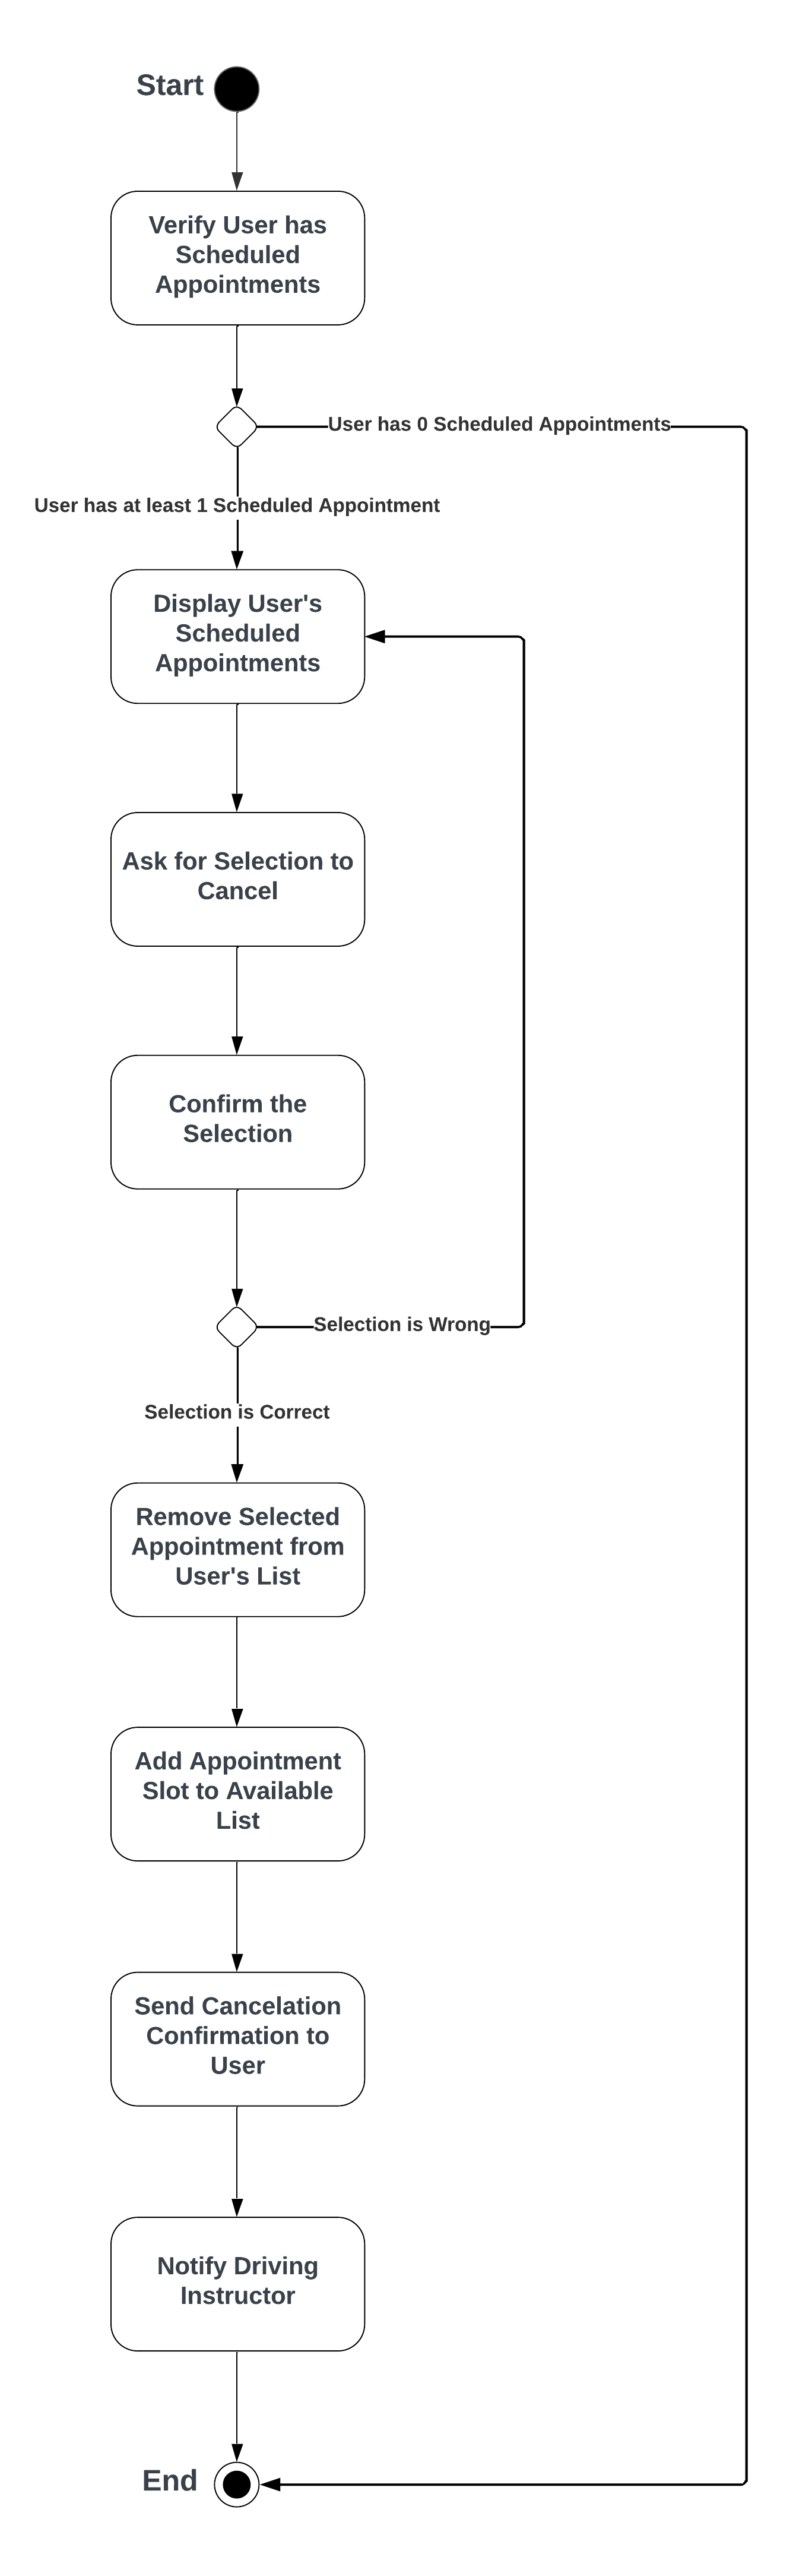 Start
Verify User has
Scheduled
Appointments
User has 0 Scheduled Appointments
User has at least 1 Scheduled Appointment
Display User's
Scheduled
Appointments
Ask for Selection to
Cancel
Confirm the
Selection
Selection is Wrong
Selection is Correct
Remove Selected
Appointment from
User's List
Add Appointment
Slot to Available
List
Send Cancelation
Confirmation to
User
Notify Driving
Instructor
End